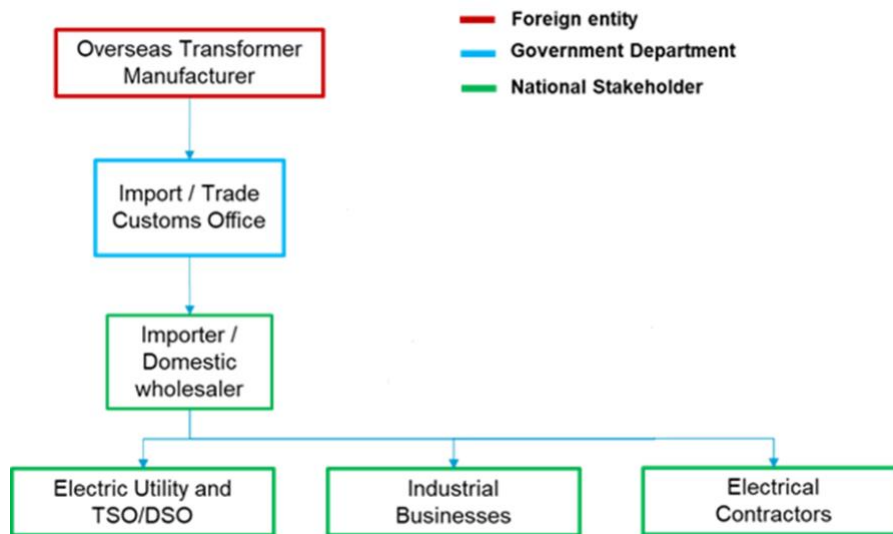 Foreign entity
Government Department
National Stakeholder
Overseas Transformer
Manufacturer
Import / Trade
Customs Office
Importer /
Domestic
wholesaler
Electric Utility and
TSO/DSO
Industrial
Businesses
Electrical
Contractors